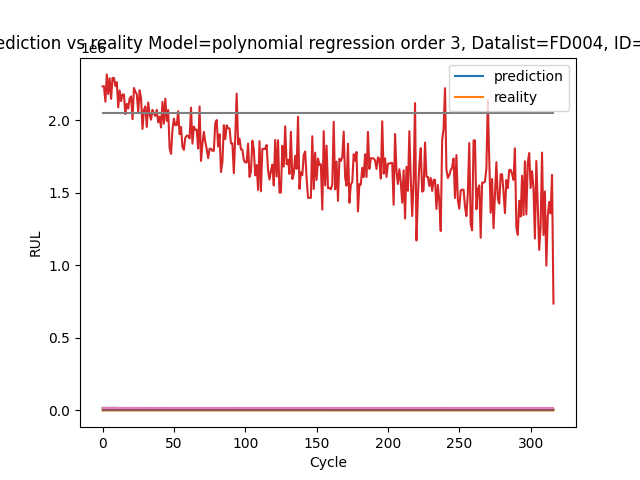 ediction vs reality Model=polynomial regression order 3, Datalist=FD004, ID=
1e6
prediction
reality
2.0
1.5
1.0
0.5
0.0
RUL
0 50 100 150 200 250 300
Cycle